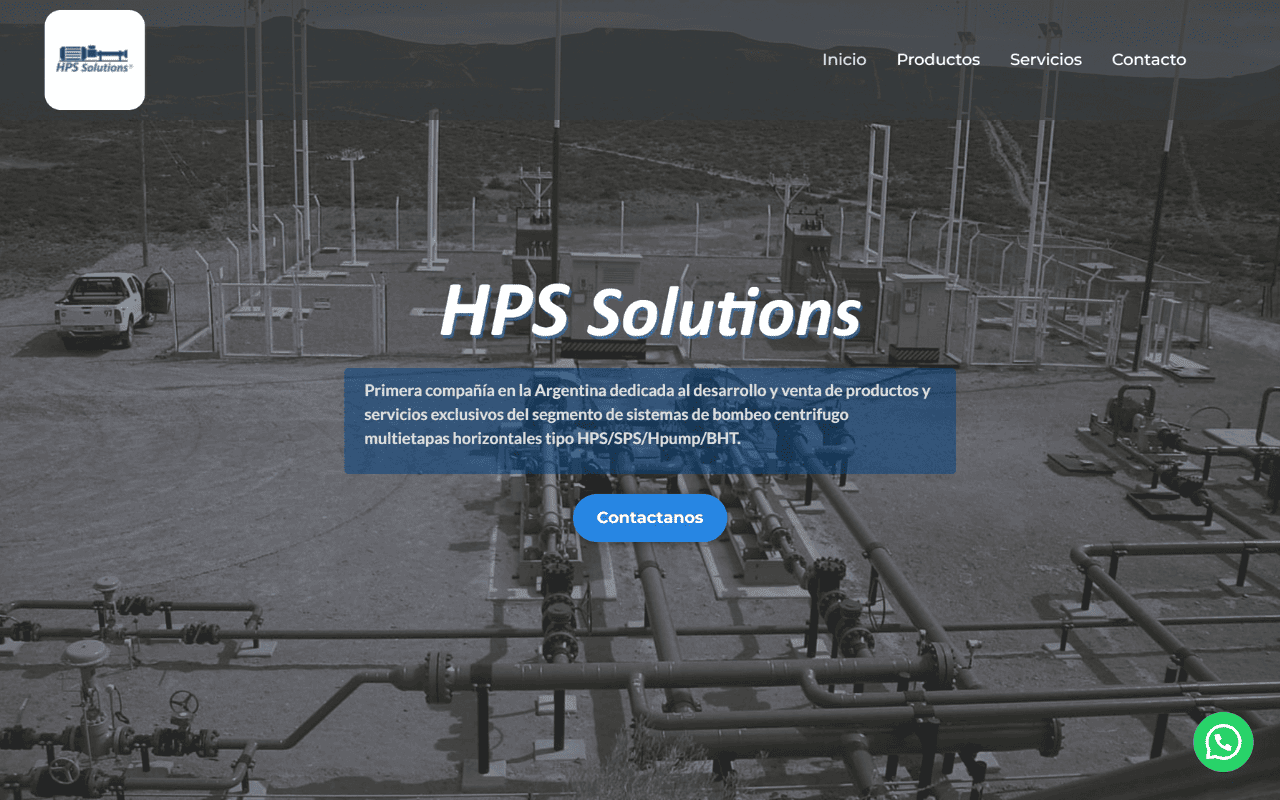 HPS Solutions®
Inicio
Productos
Servicios
Contacto
HPS Solutions
Primera compañía en la Argentina dedicada al desarrollo y venta de productos y
servicios exclusivos del segmento de sistemas de bombeo centrifugo
multietapas horizontales tipo HPS/SPS/Hpump/BHT.
Contactanos